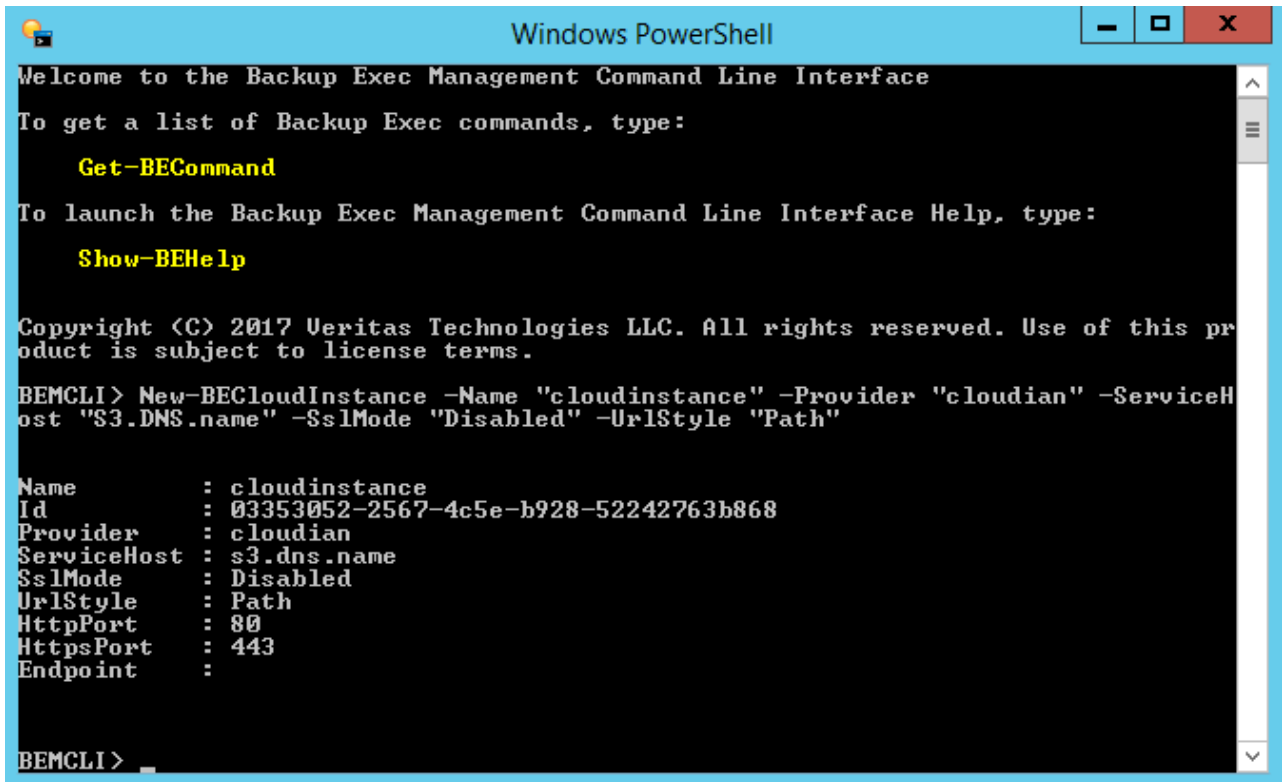 Windows PowerShell
Welcome to the Backup Exec Management Command Line Interface
To get a list of Backup Exec commands, type:
Get-BECommand
To launch the Backup Exec Management Command Line Interface Help, type:
Show-BEHelp
Copyright (C) 2017 Veritas Technologies LLC. All rights reserved. Use of this pr
oduct is subject to license terms.
BEMCLI> New-BECloudInstance -Name "cloudinstance" -Provider "cloudian" -ServiceH
ost "S3.DNS.name" -SslMode "Disabled" -UrlStyle "Path"
Name : cloudinstance
Id : 03353052-2567-4c5e-b928-52242763b868
Provider : cloudian
ServiceHost : s3.dns.name
SslMode : Disabled
UrlStyle : Path
HttpPort : 80
HttpsPort : 443
Endpoint :
BEMCLI> _